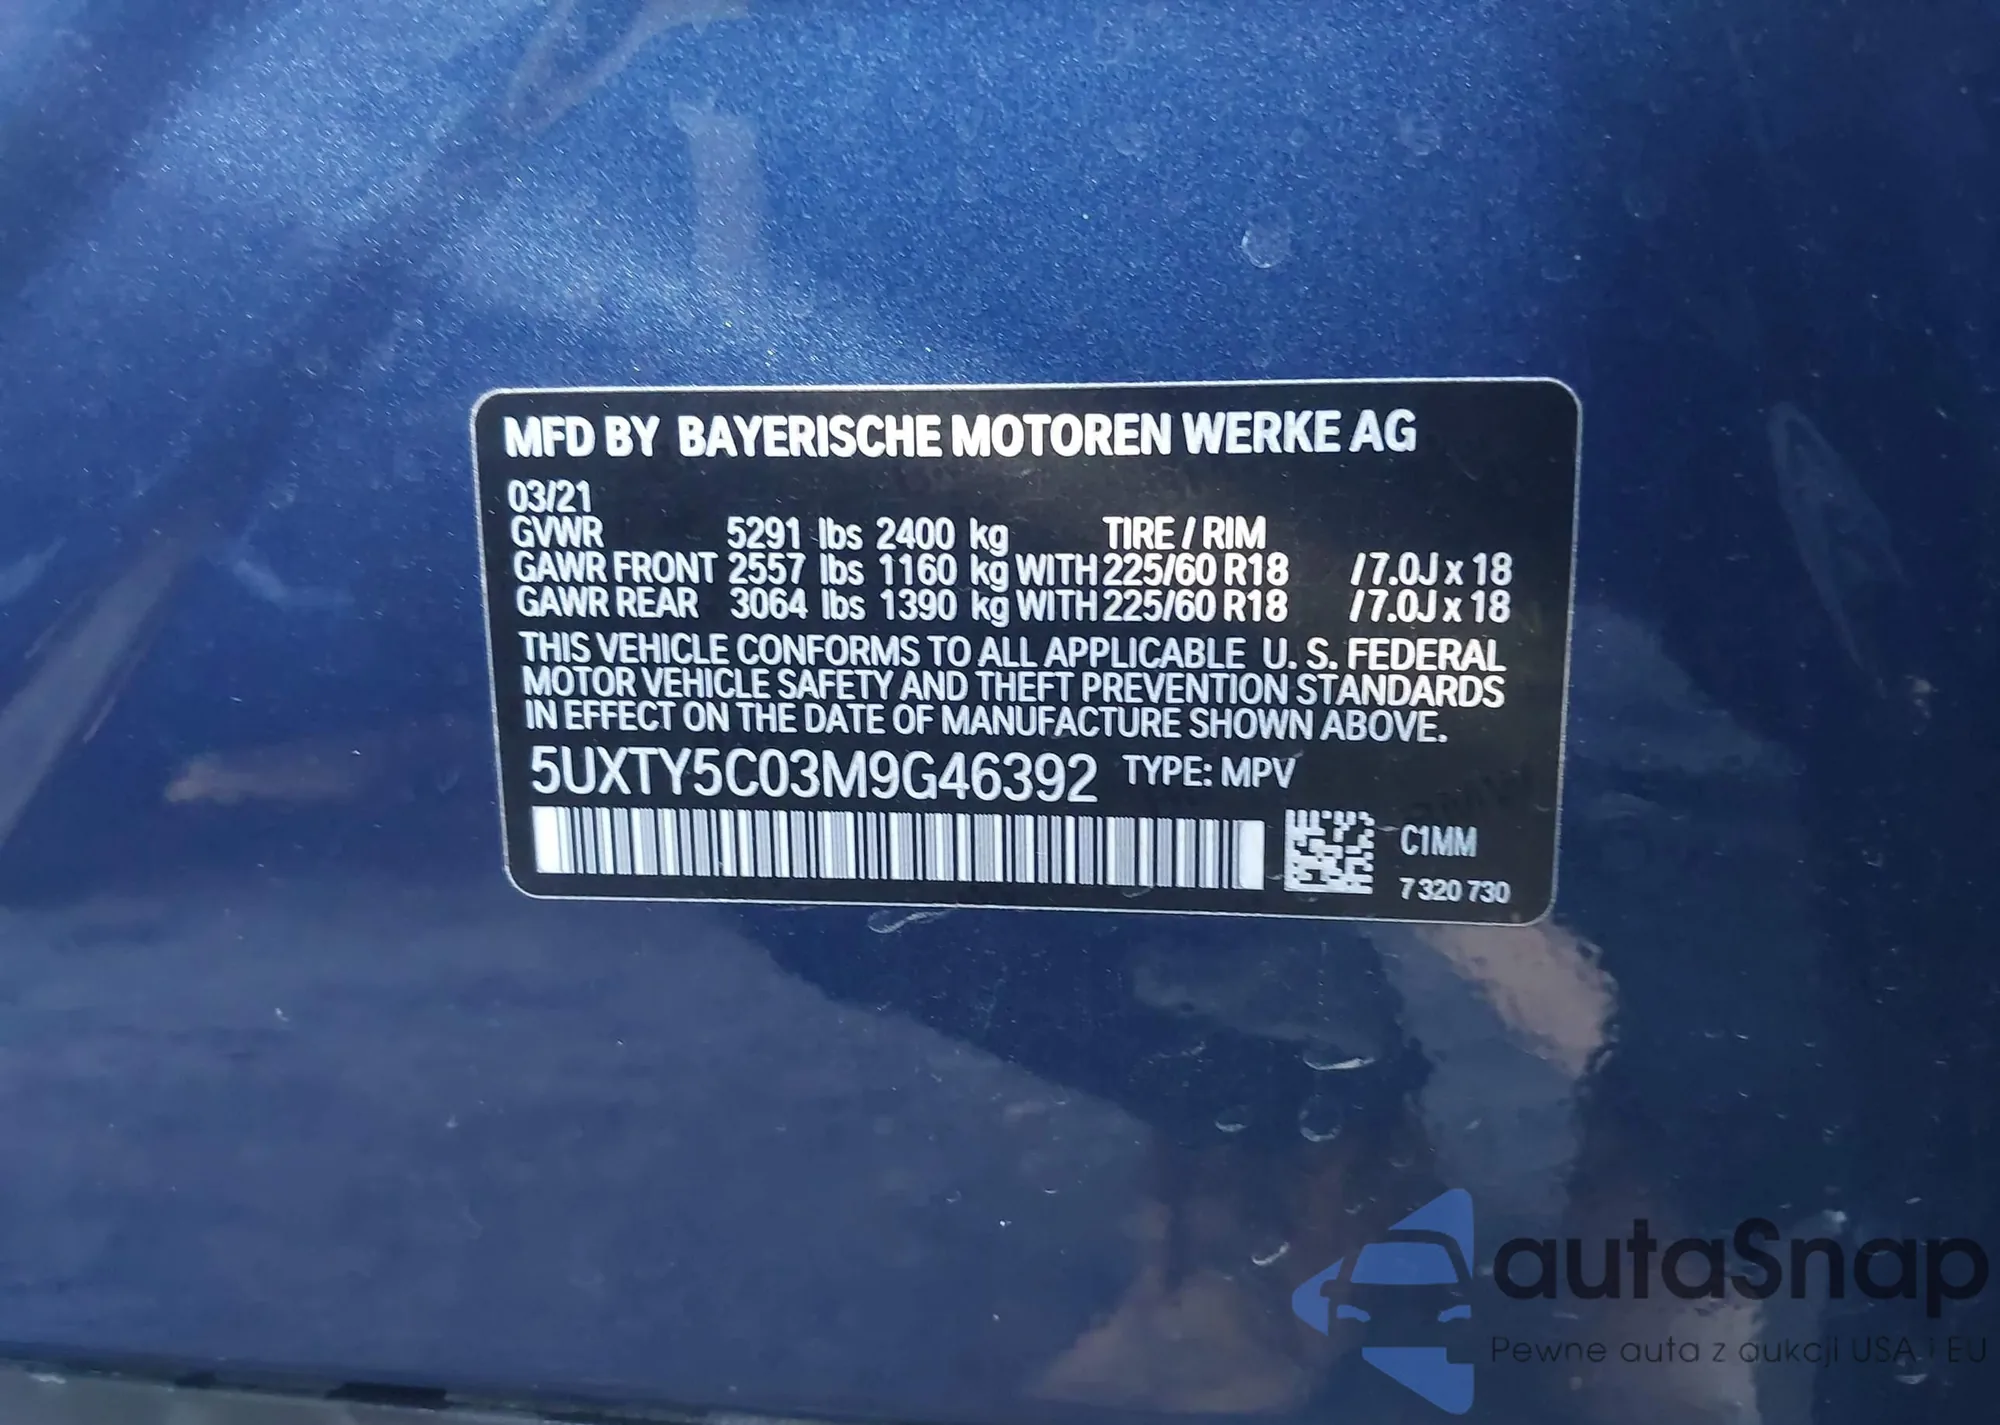 MFD BY BAYERISCHE MOTOREN WERKE AG
03/21
GVWR 5291 lbs 2400 kg TIRE / RIM
GAWR FRONT 2557 lbs 1160 kg WITH 225/60 R18 / 7.0J x 18
GAWR REAR 3064 lbs 1390 kg WITH 225/60 R18 / 7.0J x 18
THIS VEHICLE CONFORMS TO ALL APPLICABLE U. S. FEDERAL
MOTOR VEHICLE SAFETY AND THEFT PREVENTION STANDARDS
IN EFFECT ON THE DATE OF MANUFACTURE SHOWN ABOVE.
5UXTY5C03M9G46392 TYPE: MPV
C1MM
7 320 730
autaSnap
Pewne auta z aukcji USA i EU